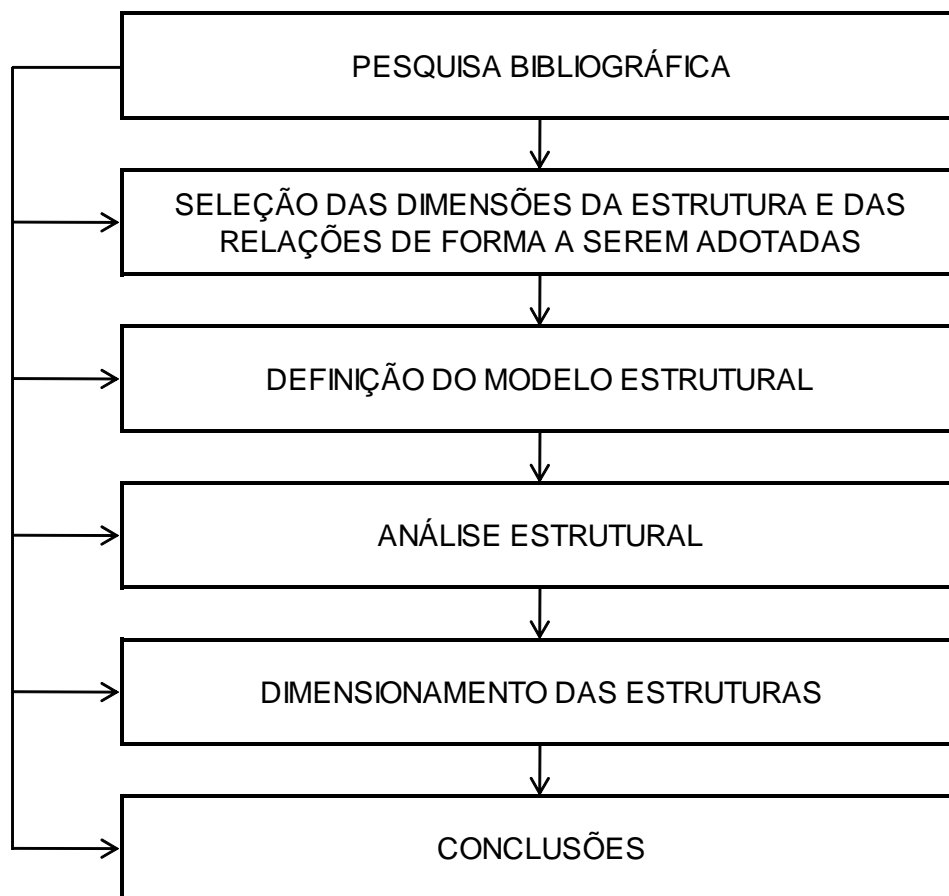 PESQUISA BIBLIOGRÁFICA
SELEÇÃO DAS DIMENSÕES DA ESTRUTURA E DAS
RELAÇÕES DE FORMA A SEREM ADOTADAS
DEFINIÇÃO DO MODELO ESTRUTURAL
ANÁLISE ESTRUTURAL
DIMENSIONAMENTO DAS ESTRUTURAS
CONCLUSÕES